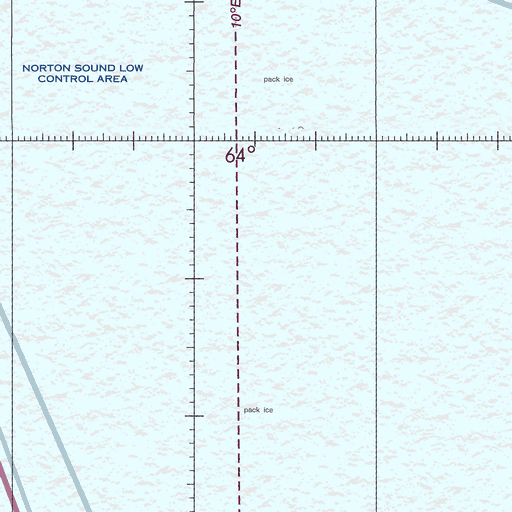 10°E
NORTON SOUND LOW
CONTROL AREA
pack ice
64°
pack ice